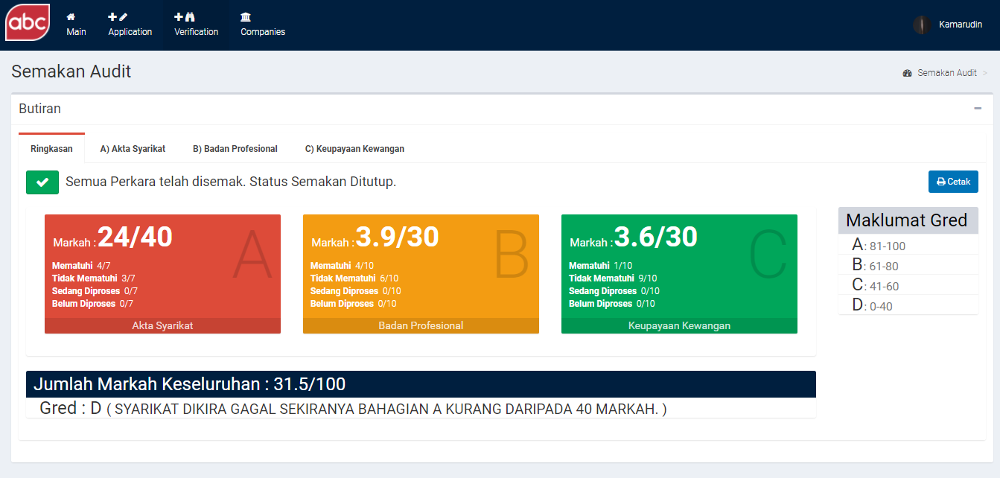 abc
Main
Application
Verification
Companies
Kamarudin
Semakan Audit
Semakan Audit >
Butiran
Ringkasan
A) Akta Syarikat
B) Badan Profesional
C) Keupayaan Kewangan
Semua Perkara telah disemak. Status Semakan Ditutup.
Cetak
Markah : 24/40
A
Mematuhi 4/7
Tidak Mematuhi 3/7
Sedang Diproses 0/7
Belum Diproses 0/7
Akta Syarikat
Markah : 3.9/30
B
Mematuhi 4/10
Tidak Mematuhi 6/10
Sedang Diproses 0/10
Belum Diproses 0/10
Badan Profesional
Markah : 3.6/30
C
Mematuhi 1/10
Tidak Mematuhi 9/10
Sedang Diproses 0/10
Belum Diproses 0/10
Keupayaan Kewangan
Maklumat Gred
A: 81-100
B: 61-80
C: 41-60
D: 0-40
Jumlah Markah Keseluruhan : 31.5/100
Gred : D ( SYARIKAT DIKIRA GAGAL SEKIRANYA BAHAGIAN A KURANG DARIPADA 40 MARKAH. )